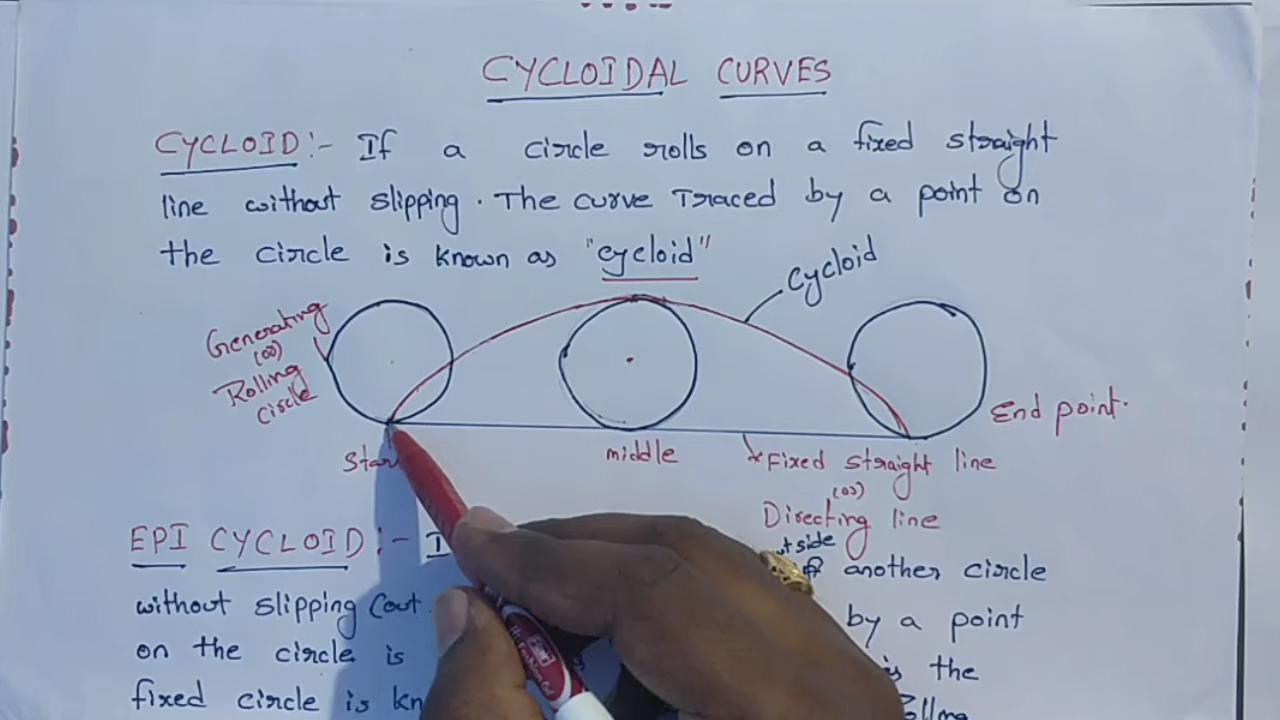 CYCLOIDAL CURVES
CYCLOID:- If a circle rolls on a fixed straight
line without slipping. The curve Traced by a point on
the circle is known as "cycloid"
Cycloid
Generating
(or)
Rolling
circle
End point.
middle
Fixed straight line
(or)
Directing line
EPI CYCLOID:-
another circle
without slipping (out
by a point
on the circle is
is the
fixed circle is